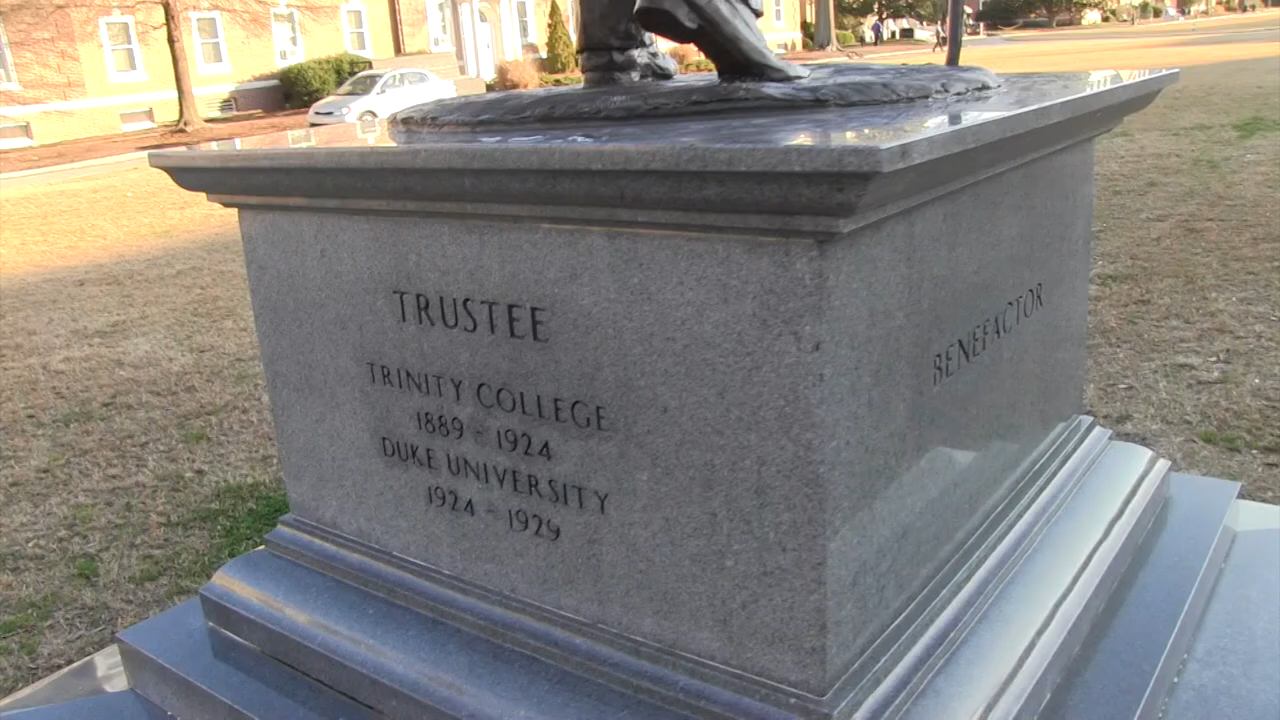 TRUSTEE
TRINITY COLLEGE
1889 - 1924
DUKE UNIVERSITY
1924 - 1929
BENEFACTOR